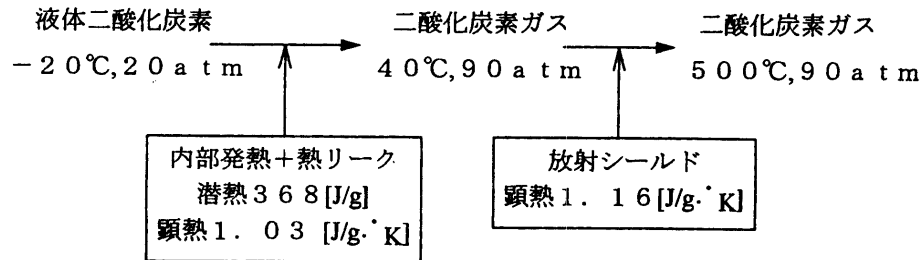 液体二酸化炭素
－20℃,20atm
二酸化炭素ガス
40℃,90atm
二酸化炭素ガス
500℃,90atm
内部発熱＋熱リーク
潜熱368[J/g]
顕熱1．03 [J/g.˙K]
放射シールド
顕熱1．16[J/g.˙K]